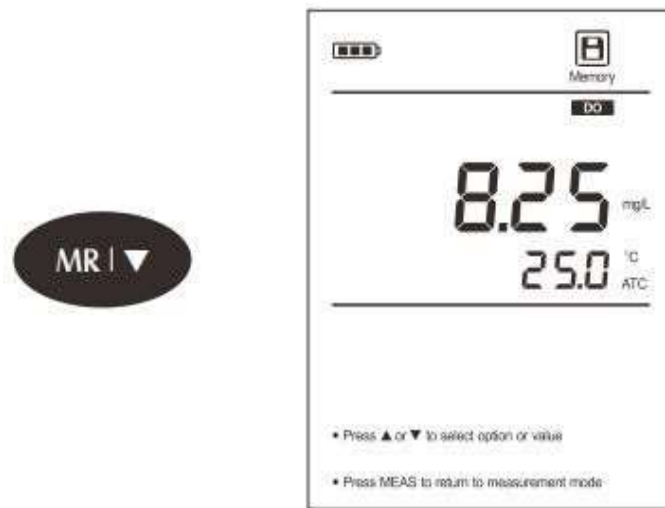 MR | ▼
Memory
DO
8.25 mg/L
25.0 °C
ATC
• Press ▲ or ▼ to select option or value
• Press MEAS to return to measurement mode